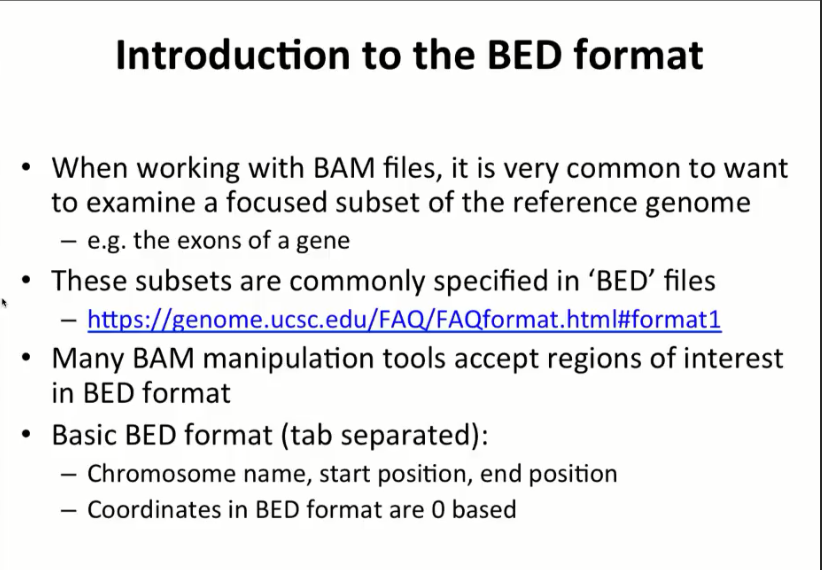 Introduction to the BED format
• When working with BAM files, it is very common to want
to examine a focused subset of the reference genome
– e.g. the exons of a gene
• These subsets are commonly specified in ‘BED’ files
– https://genome.ucsc.edu/FAQ/FAQformat.html#format1
• Many BAM manipulation tools accept regions of interest
in BED format
• Basic BED format (tab separated):
– Chromosome name, start position, end position
– Coordinates in BED format are 0 based